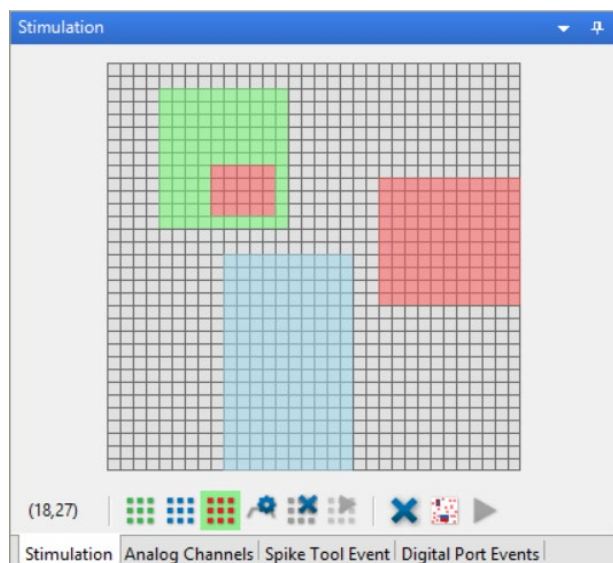 Stimulation
(18,27)
Stimulation Analog Channels Spike Tool Event Digital Port Events